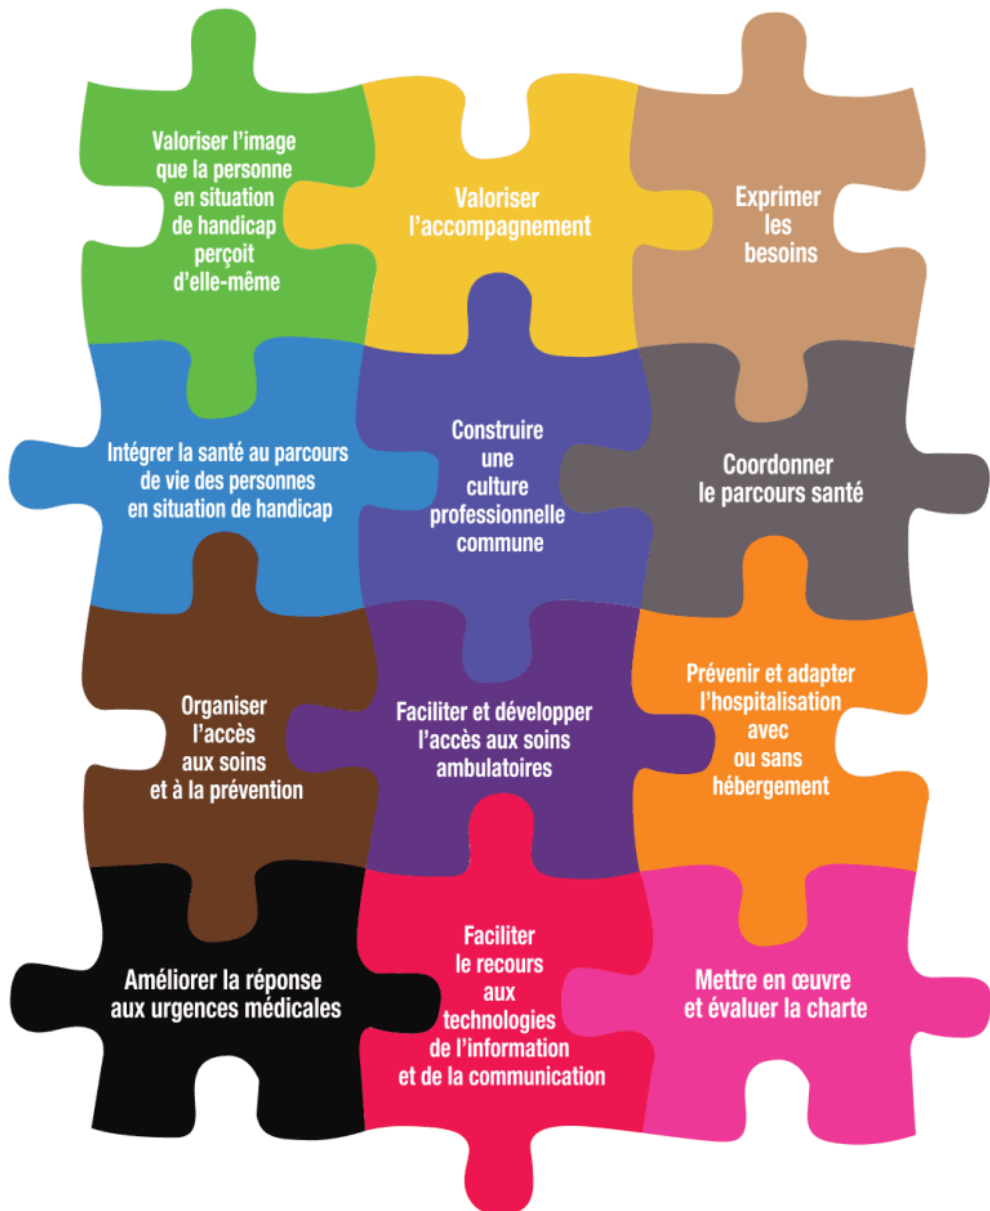 Valoriser l'image
que la personne
en situation
de handicap
perçoit
d'elle-même
Valoriser
l'accompagnement
Exprimer
les
besoins
Intégrer la santé au parcours
de vie des personnes
en situation de handicap
Construire
une
culture
professionnelle
commune
Coordonner
le parcours santé
Organiser
l'accès
aux soins
et à la prévention
Faciliter et développer
l'accès aux soins
ambulatoires
Prévenir et adapter
l'hospitalisation
avec
ou sans
hébergement
Améliorer la réponse
aux urgences médicales
Faciliter
le recours
aux
technologies
de l'information
et de la communication
Mettre en œuvre
et évaluer la charte